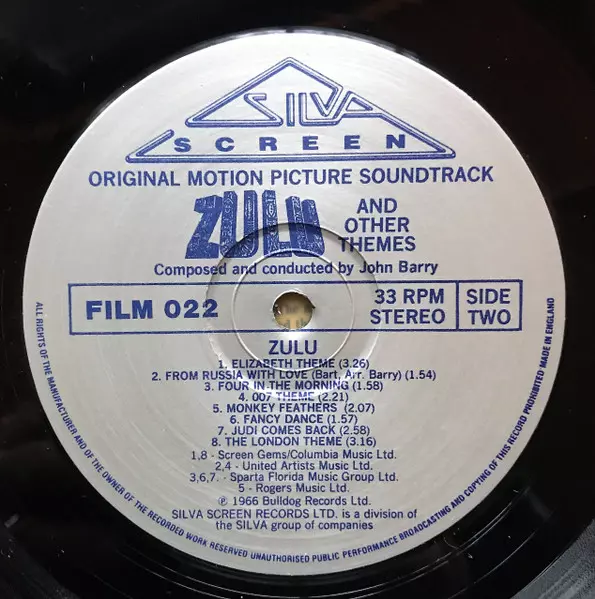 SILVA
SCREEN
ORIGINAL MOTION PICTURE SOUNDTRACK
ZULU
AND
OTHER
THEMES
Composed and conducted by John Barry
FILM 022
33 RPM
STEREO
SIDE
TWO
ZULU
1. ELIZABETH THEME (3.26)
2. FROM RUSSIA WITH LOVE (Bart, Arr. Barry) (1.54)
3. FOUR IN THE MORNING (1.58)
4. 007 THEME (2.21)
5. MONKEY FEATHERS (2.07)
6. FANCY DANCE (1.57)
7. JUDI COMES BACK (2.58)
8. THE LONDON THEME (3.16)
1,8 - Screen Gems/Columbia Music Ltd.
2,4 - United Artists Music Ltd.
3,6,7. - Sparta Florida Music Group Ltd.
5 - Rogers Music Ltd.
℗ 1966 Bulldog Records Ltd.
SILVA SCREEN RECORDS LTD. is a division of
the SILVA group of companies
ALL RIGHTS OF THE MANUFACTURER AND OF THE OWNER OF THE RECORDED WORK RESERVED UNAUTHORISED PUBLIC PERFORMANCE BROADCASTING AND COPYING OF THIS RECORD PROHIBITED MADE IN ENGLAND